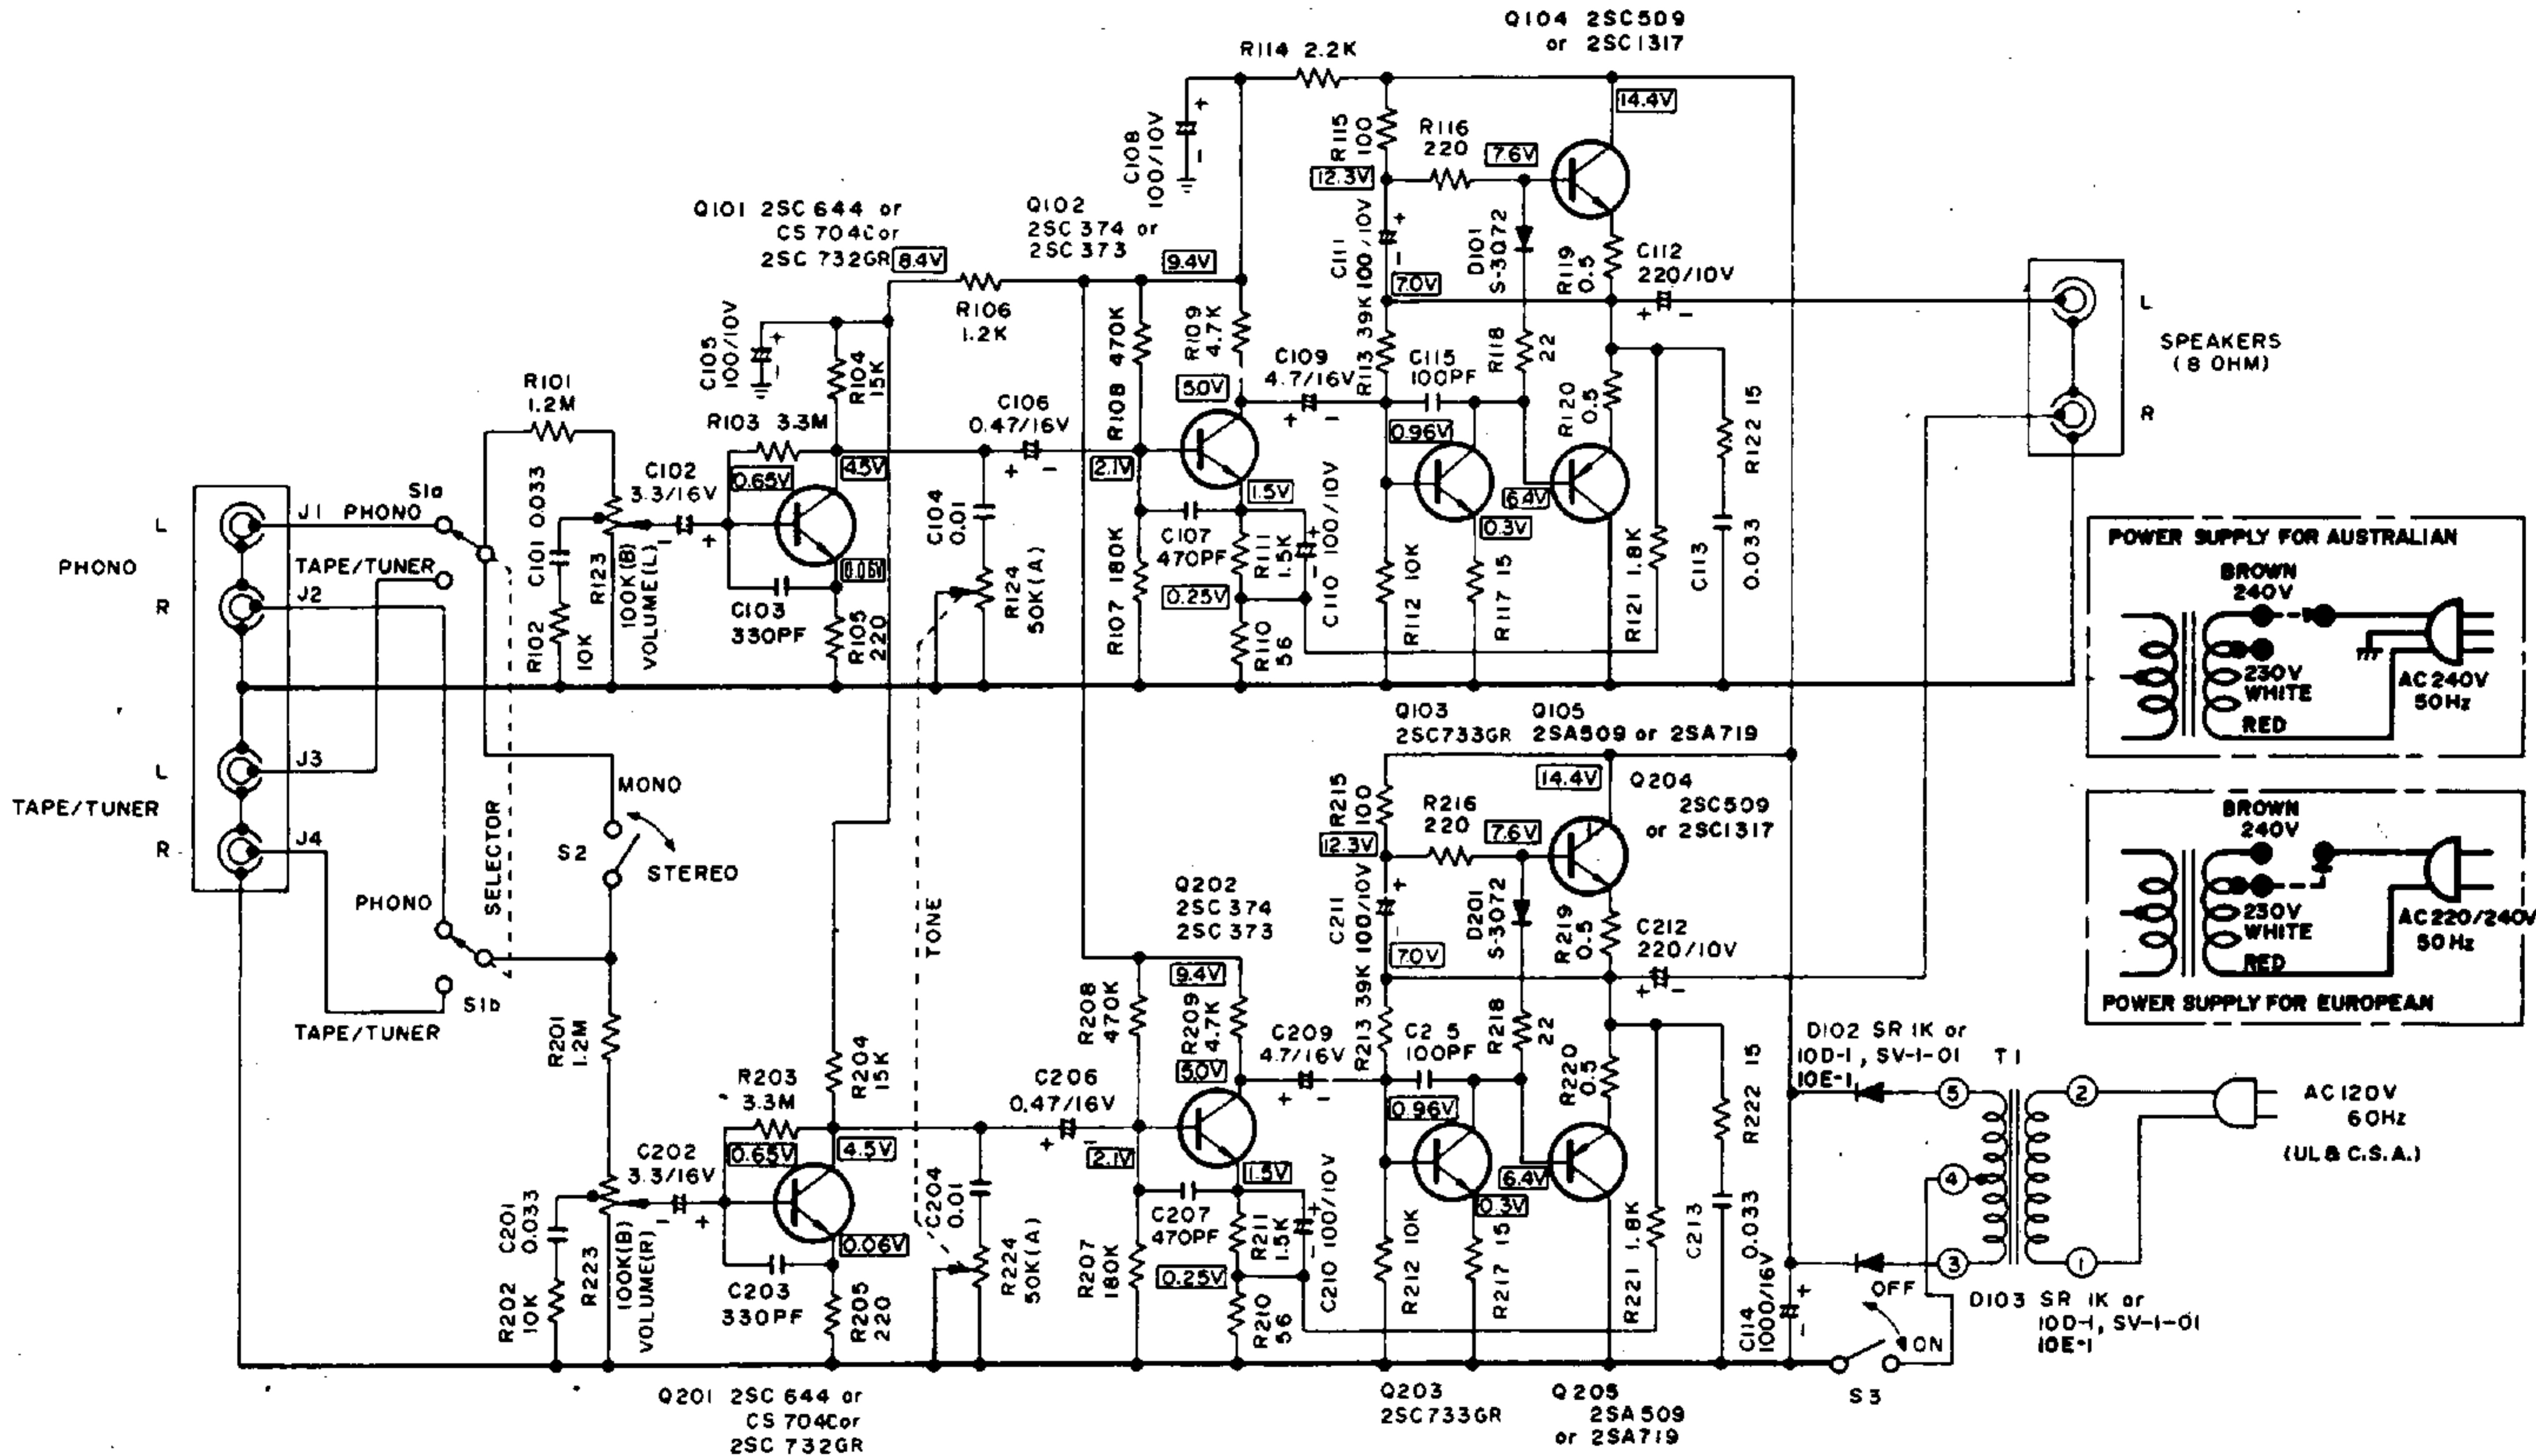 Q104 2SC509
or 2SC1317
R114 2.2K
C108
100/10V
R115
100
R116
220
7.6V
14.4V
12.3V
Q101 2SC 644 or
CS 704C or
2SC 732GR
8.4V
Q102
2SC 374 or
2SC 373
9.4V
C111
100/10V
7.0V
D101
S-3072
R119
0.5
C112
220/10V
R106
1.2K
C105
100/10V
R104
15K
R108 470K
R109
4.7K
C109
4.7/16V
R113 39K
C115
100PF
R118
22
L
SPEAKERS
(8 OHM)
R
R101
1.2M
R103 3.3M
C106
0.47/16V
5.0V
R120
0.5
R122 15
C102
3.3/16V
0.65V
4.5V
2.1V
0.96V
S1a
L
J1 PHONO
PHONO
TAPE/TUNER
R
J2
C101 0.033
R102
10K
R123
100K(B)
VOLUME(L)
C103
330PF
0.06V
R105
220
C104
0.01
R124
50K(A)
R107 180K
C107
470PF
1.5V
R111
1.5K
0.25V
R110
56
C110 100/10V
R112 10K
0.3V
R117 15
6.4V
R121 1.8K
C113
0.033
POWER SUPPLY FOR AUSTRALIAN
BROWN
240V
230V
WHITE
RED
AC 240V
50Hz
Q103
2SC733GR
Q105
2SA509 or 2SA719
L
J3
TAPE/TUNER
R
J4
MONO
S2
STEREO
SELECTOR
PHONO
S1b
TAPE/TUNER
TONE
R215
100
14.4V
Q204
2SC509
or 2SC1317
R216
220
7.6V
12.3V
POWER SUPPLY FOR EUROPEAN
BROWN
240V
230V
WHITE
RED
AC 220/240V
50Hz
Q202
2SC 374
2SC 373
9.4V
C211
100/10V
7.0V
D201
S-3072
R219
0.5
C212
220/10V
R201
1.2M
R204
15K
R208
470K
R209
4.7K
C209
4.7/16V
R213 39K
C2 5
100PF
R218
22
R220
0.5
R222 15
D102 SR 1K or
10D-1, SV-1-01
10E-1
T1
5
2
4
3
1
AC 120V
60Hz
(UL & C.S.A.)
R203
3.3M
C206
0.47/16V
5.0V
C202
3.3/16V
0.65V
4.5V
2.1V
0.96V
C201
0.033
R202
10K
R223
100K(B)
VOLUME(R)
C203
330PF
0.06V
R205
220
C204
0.01
R224
50K(A)
R207
180K
C207
470PF
1.5V
R211
1.5K
0.25V
R210
56
C210 100/10V
R212 10K
0.3V
R217 15
6.4V
R221 1.8K
C213
0.033
C114
1000/16V
OFF
ON
S3
D103 SR 1K or
10D-1, SV-1-01
10E-1
Q201 2SC 644 or
CS 704C or
2SC 732GR
Q203
2SC733GR
Q205
2SA509
or 2SA719